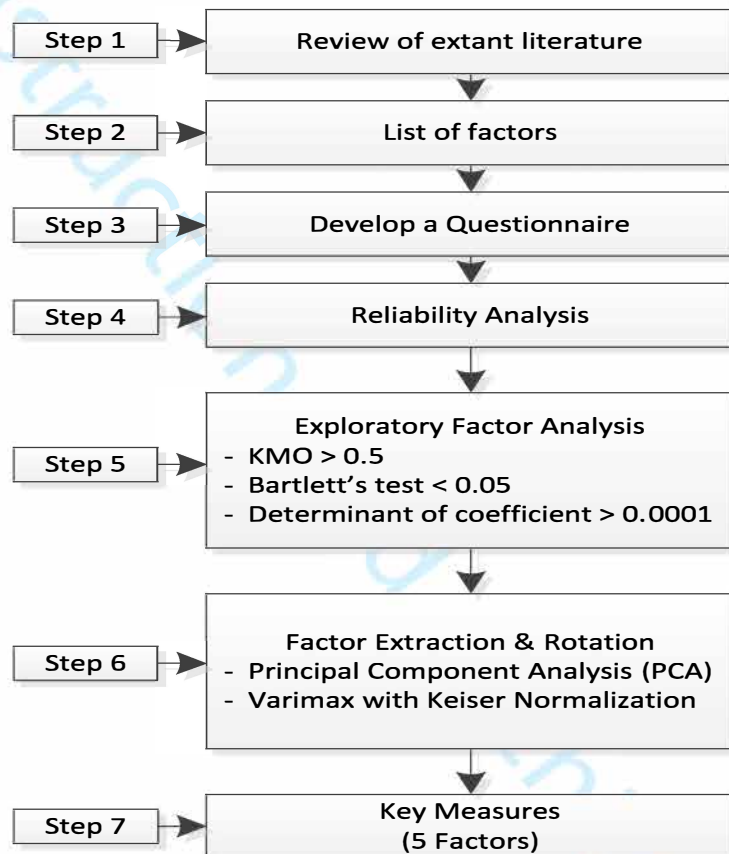 Step 1
Review of extant literature
Step 2
List of factors
Step 3
Develop a Questionnaire
Step 4
Reliability Analysis
Step 5
Exploratory Factor Analysis
- KMO > 0.5
- Bartlett's test < 0.05
- Determinant of coefficient > 0.0001
Step 6
Factor Extraction & Rotation
- Principal Component Analysis (PCA)
- Varimax with Keiser Normalization
Step 7
Key Measures
(5 Factors)